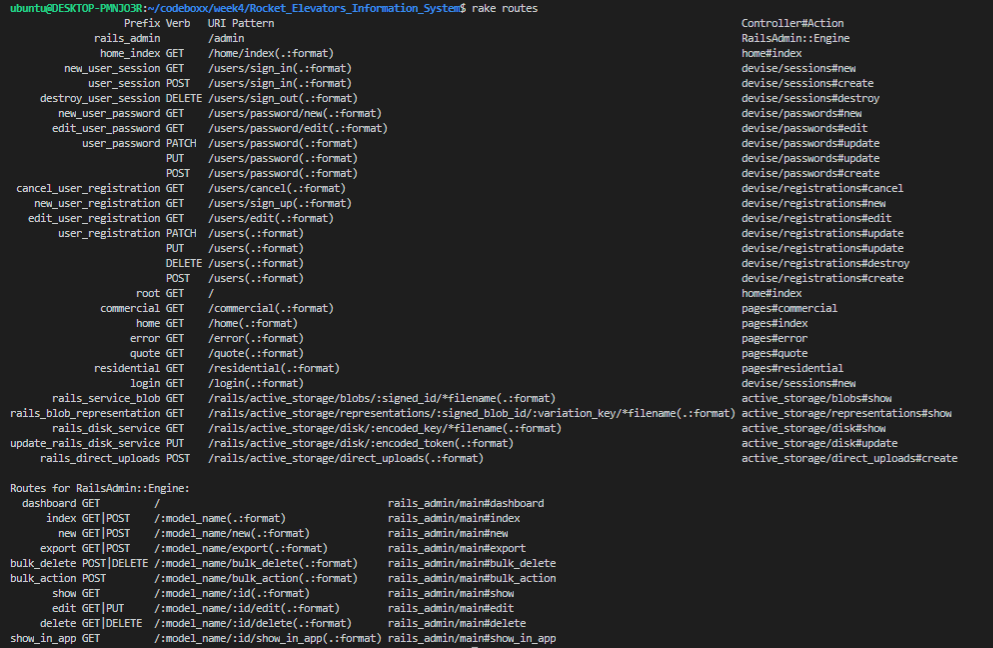 ubuntu@DESKTOP-PMNJO3R:~/codeboxx/week4/Rocket_Elevators_Information_System$ rake routes
Prefix Verb URI Pattern Controller#Action
rails_admin /admin RailsAdmin::Engine
home_index GET /home/index(.:format) home#index
new_user_session GET /users/sign_in(.:format) devise/sessions#new
user_session POST /users/sign_in(.:format) devise/sessions#create
destroy_user_session DELETE /users/sign_out(.:format) devise/sessions#destroy
new_user_password GET /users/password/new(.:format) devise/passwords#new
edit_user_password GET /users/password/edit(.:format) devise/passwords#edit
user_password PATCH /users/password(.:format) devise/passwords#update
PUT /users/password(.:format) devise/passwords#update
POST /users/password(.:format) devise/passwords#create
cancel_user_registration GET /users/cancel(.:format) devise/registrations#cancel
new_user_registration GET /users/sign_up(.:format) devise/registrations#new
edit_user_registration GET /users/edit(.:format) devise/registrations#edit
user_registration PATCH /users(.:format) devise/registrations#update
PUT /users(.:format) devise/registrations#update
DELETE /users(.:format) devise/registrations#destroy
POST /users(.:format) devise/registrations#create
root GET / home#index
commercial GET /commercial(.:format) pages#commercial
home GET /home(.:format) pages#index
error GET /error(.:format) pages#error
quote GET /quote(.:format) pages#quote
residential GET /residential(.:format) pages#residential
login GET /login(.:format) devise/sessions#new
rails_service_blob GET /rails/active_storage/blobs/:signed_id/*filename(.:format) active_storage/blobs#show
rails_blob_representation GET /rails/active_storage/representations/:signed_blob_id/:variation_key/*filename(.:format) active_storage/representations#show
rails_disk_service GET /rails/active_storage/disk/:encoded_key/*filename(.:format) active_storage/disk#show
update_rails_disk_service PUT /rails/active_storage/disk/:encoded_token(.:format) active_storage/disk#update
rails_direct_uploads POST /rails/active_storage/direct_uploads(.:format) active_storage/direct_uploads#create
Routes for RailsAdmin::Engine:
dashboard GET / rails_admin/main#dashboard
index GET|POST /:model_name(.:format) rails_admin/main#index
new GET|POST /:model_name/new(.:format) rails_admin/main#new
export GET|POST /:model_name/export(.:format) rails_admin/main#export
bulk_delete POST|DELETE /:model_name/bulk_delete(.:format) rails_admin/main#bulk_delete
bulk_action POST /:model_name/bulk_action(.:format) rails_admin/main#bulk_action
show GET /:model_name/:id(.:format) rails_admin/main#show
edit GET|PUT /:model_name/:id/edit(.:format) rails_admin/main#edit
delete GET|DELETE /:model_name/:id/delete(.:format) rails_admin/main#delete
show_in_app GET /:model_name/:id/show_in_app(.:format) rails_admin/main#show_in_app